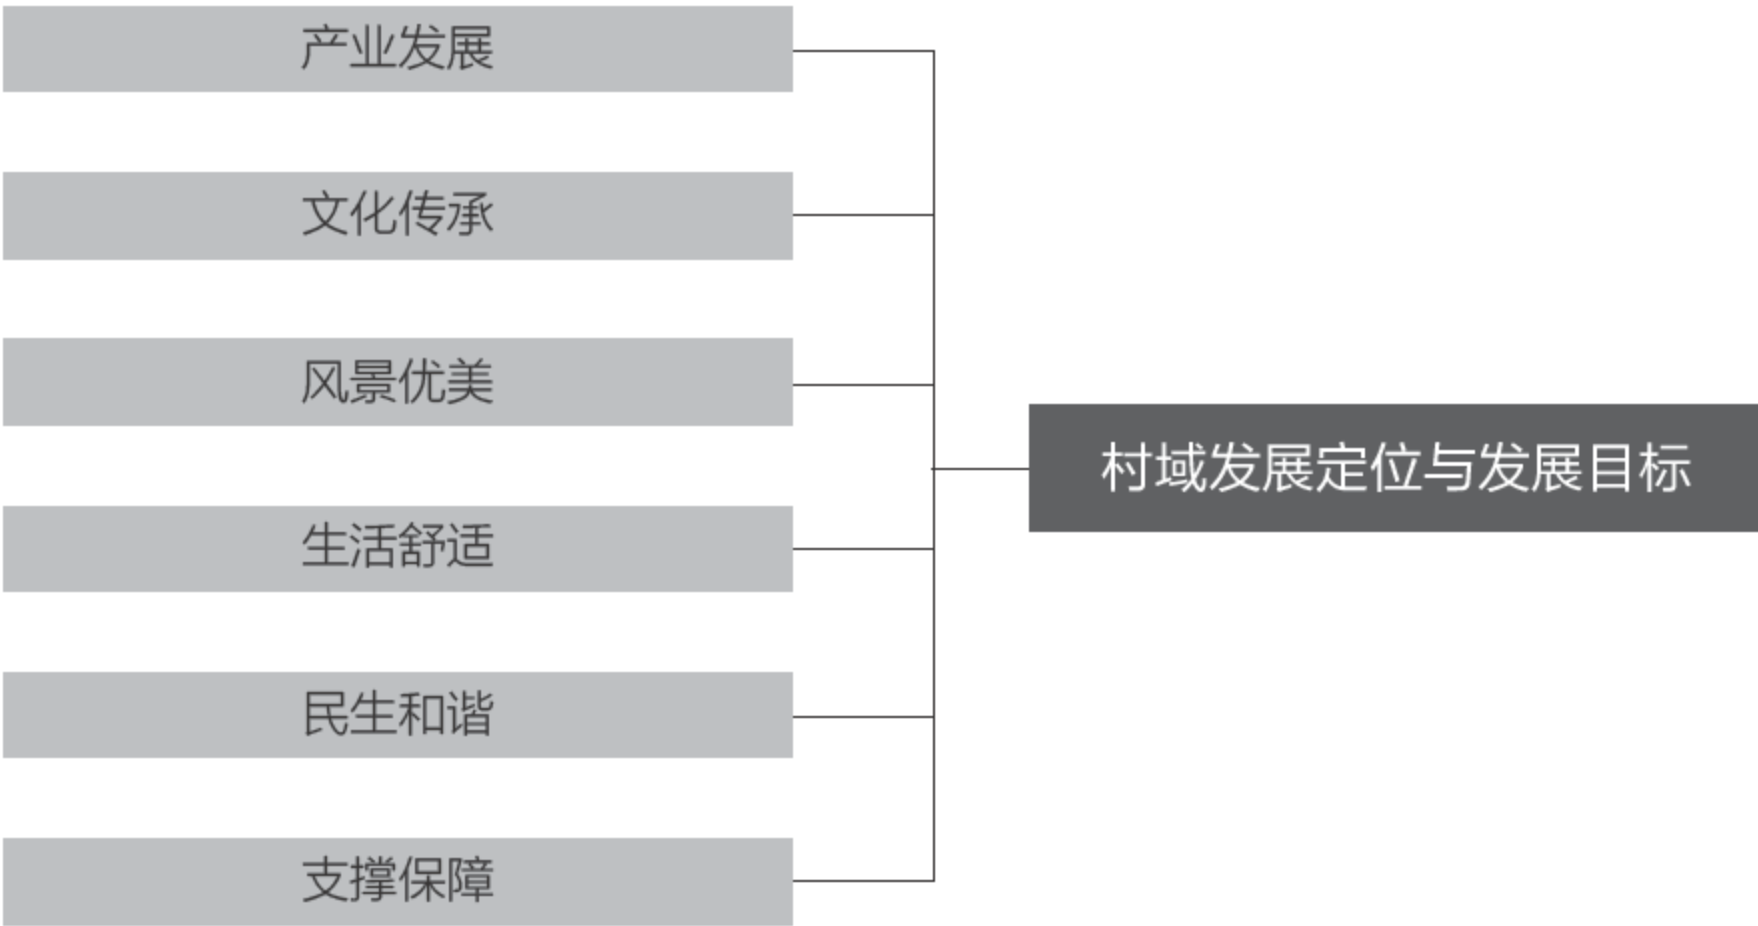 产业发展
文化传承
风景优美
生活舒适
民生和谐
支撑保障
村域发展定位与发展目标